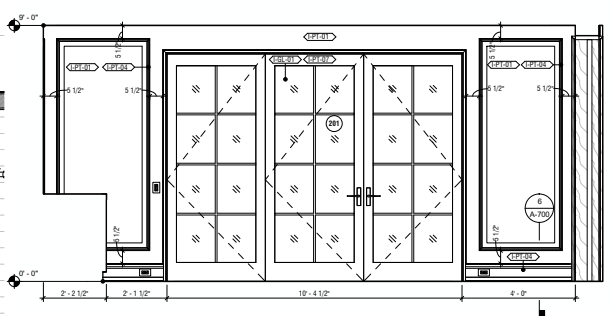 9' - 0"
I-PT-01
5 1/2"
5 1/2"
I-PT-01 I-PT-04
I-GL-01 I-PT-07
I-PT-01 I-PT-04
5 1/2"
5 1/2"
5 1/2"
5 1/2"
201
6
A-700
5 1/2"
5 1/2"
I-PT-04
0' - 0"
2' - 2 1/2"
2' - 1 1/2"
10' - 4 1/2"
4' - 0"